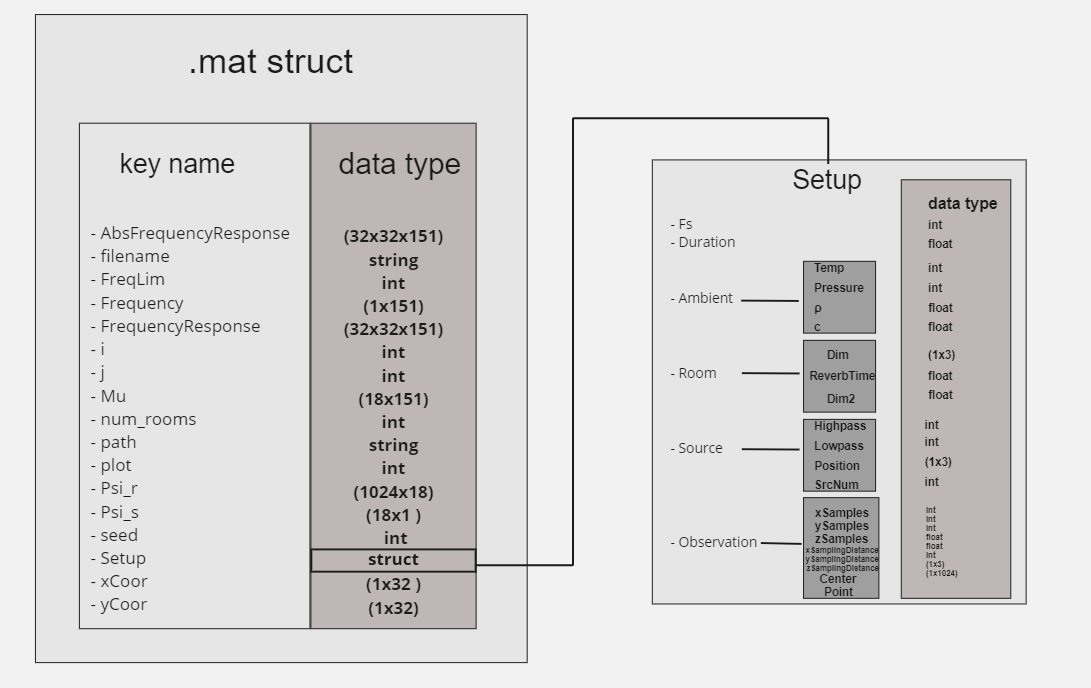 .mat struct
key name data type
- AbsFrequencyResponse (32x32x151)
- filename string
- FreqLim int
- Frequency (1x151)
- FrequencyResponse (32x32x151)
- i int
- j int
- Mu (18x151)
- num_rooms int
- path string
- plot int
- Psi_r (1024x18)
- Psi_s (18x1 )
- seed int
- Setup struct
- xCoor (1x32 )
- yCoor (1x32)
Setup
data type
- Fs int
- Duration float
- Ambient
Temp int
Pressure int
ρ float
c float
- Room
Dim (1x3)
ReverbTime float
Dim2 float
- Source
Highpass int
Lowpass int
Position (1x3)
SrcNum int
- Observation
xSamples int
ySamples int
zSamples int
xSamplingDistance float
ySamplingDistance float
zSamplingDistance int
Center (1x3)
Point (1x1024)